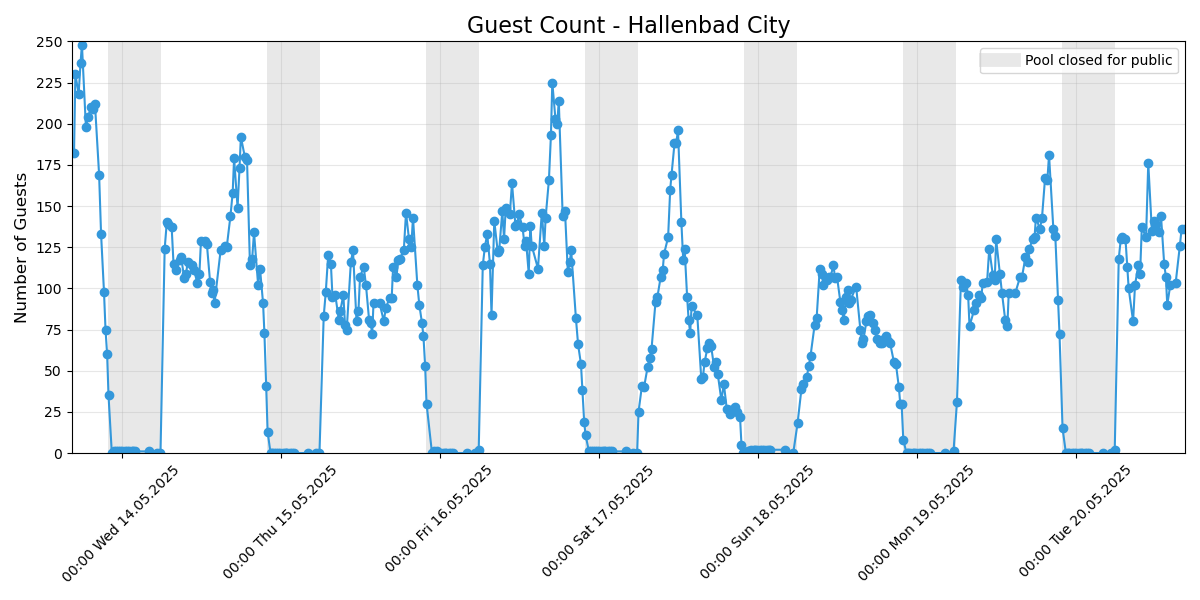 Guest Count - Hallenbad City
Pool closed for public
Number of Guests
250
225
200
175
150
125
100
75
50
25
0
00:00 Wed 14.05.2025
00:00 Thu 15.05.2025
00:00 Fri 16.05.2025
00:00 Sat 17.05.2025
00:00 Sun 18.05.2025
00:00 Mon 19.05.2025
00:00 Tue 20.05.2025